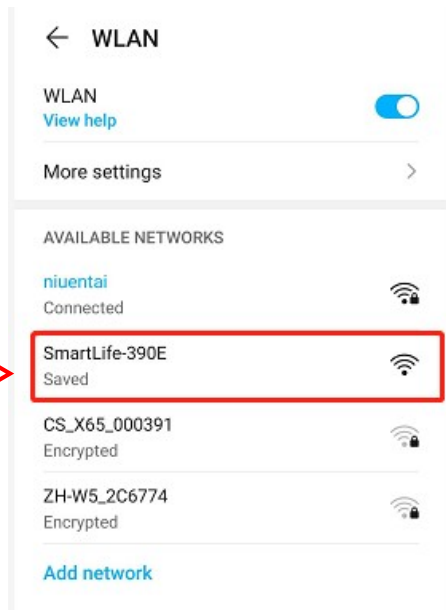 WLAN
WLAN
View help
More settings
AVAILABLE NETWORKS
niuentai
Connected
SmartLife-390E
Saved
CS_X65_000391
Encrypted
ZH-W5_2C6774
Encrypted
Add network